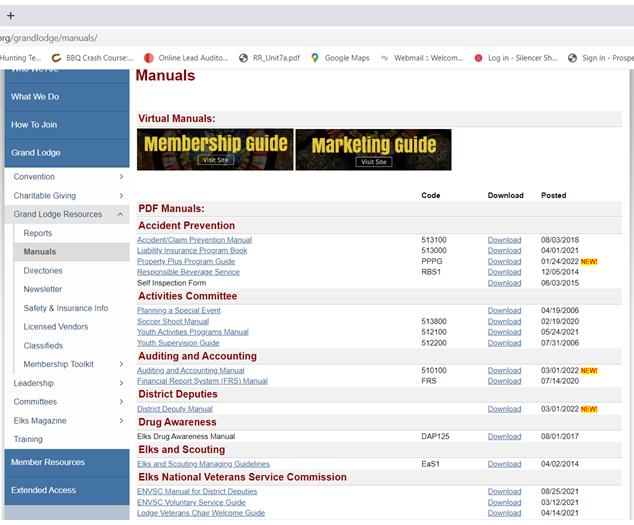 +
org/grandlodge/manuals/
Hunting Te... BBQ Crash Course:... Online Lead Audito... RR_Unit7a.pdf Google Maps Webmail :: Welcom... Log in - Silencer Sh... Sign In - Prospe
Who We Are
What We Do
How To Join
Grand Lodge
Convention
Charitable Giving
Grand Lodge Resources
Reports
Manuals
Directories
Newsletter
Safety & Insurance Info
Licensed Vendors
Classifieds
Membership Toolkit
Leadership
Committees
Elks Magazine
Training
Member Resources
Extended Access
Manuals
Virtual Manuals:
Membership Guide
Visit Site
Marketing Guide
Visit Site
Code Download Posted
PDF Manuals:
Accident Prevention
Accident/Claim Prevention Manual 513100 Download 08/03/2018
Liability Insurance Program Book 513000 Download 04/01/2021
Property Plus Program Guide PPPG Download 01/24/2022 NEW!
Responsible Beverage Service RBS1 Download 12/05/2014
Self Inspection Form Download 06/03/2015
Activities Committee
Planning a Special Event Download 04/19/2006
Soccer Shoot Manual 513800 Download 02/19/2020
Youth Activities Programs Manual 512100 Download 05/24/2021
Youth Supervision Guide 512200 Download 07/31/2006
Auditing and Accounting
Auditing and Accounting Manual 510100 Download 03/01/2022 NEW!
Financial Report System (FRS) Manual FRS Download 07/14/2020
District Deputies
District Deputy Manual Download 03/01/2022 NEW!
Drug Awareness
Elks Drug Awareness Manual DAP125 Download 08/01/2017
Elks and Scouting
Elks and Scouting Managing Guidelines EaS1 Download 04/02/2014
Elks National Veterans Service Commission
ENVSC Manual for District Deputies Download 08/25/2021
ENVSC Voluntary Service Guide Download 03/12/2021
Lodge Veterans Chair Welcome Guide Download 04/14/2021